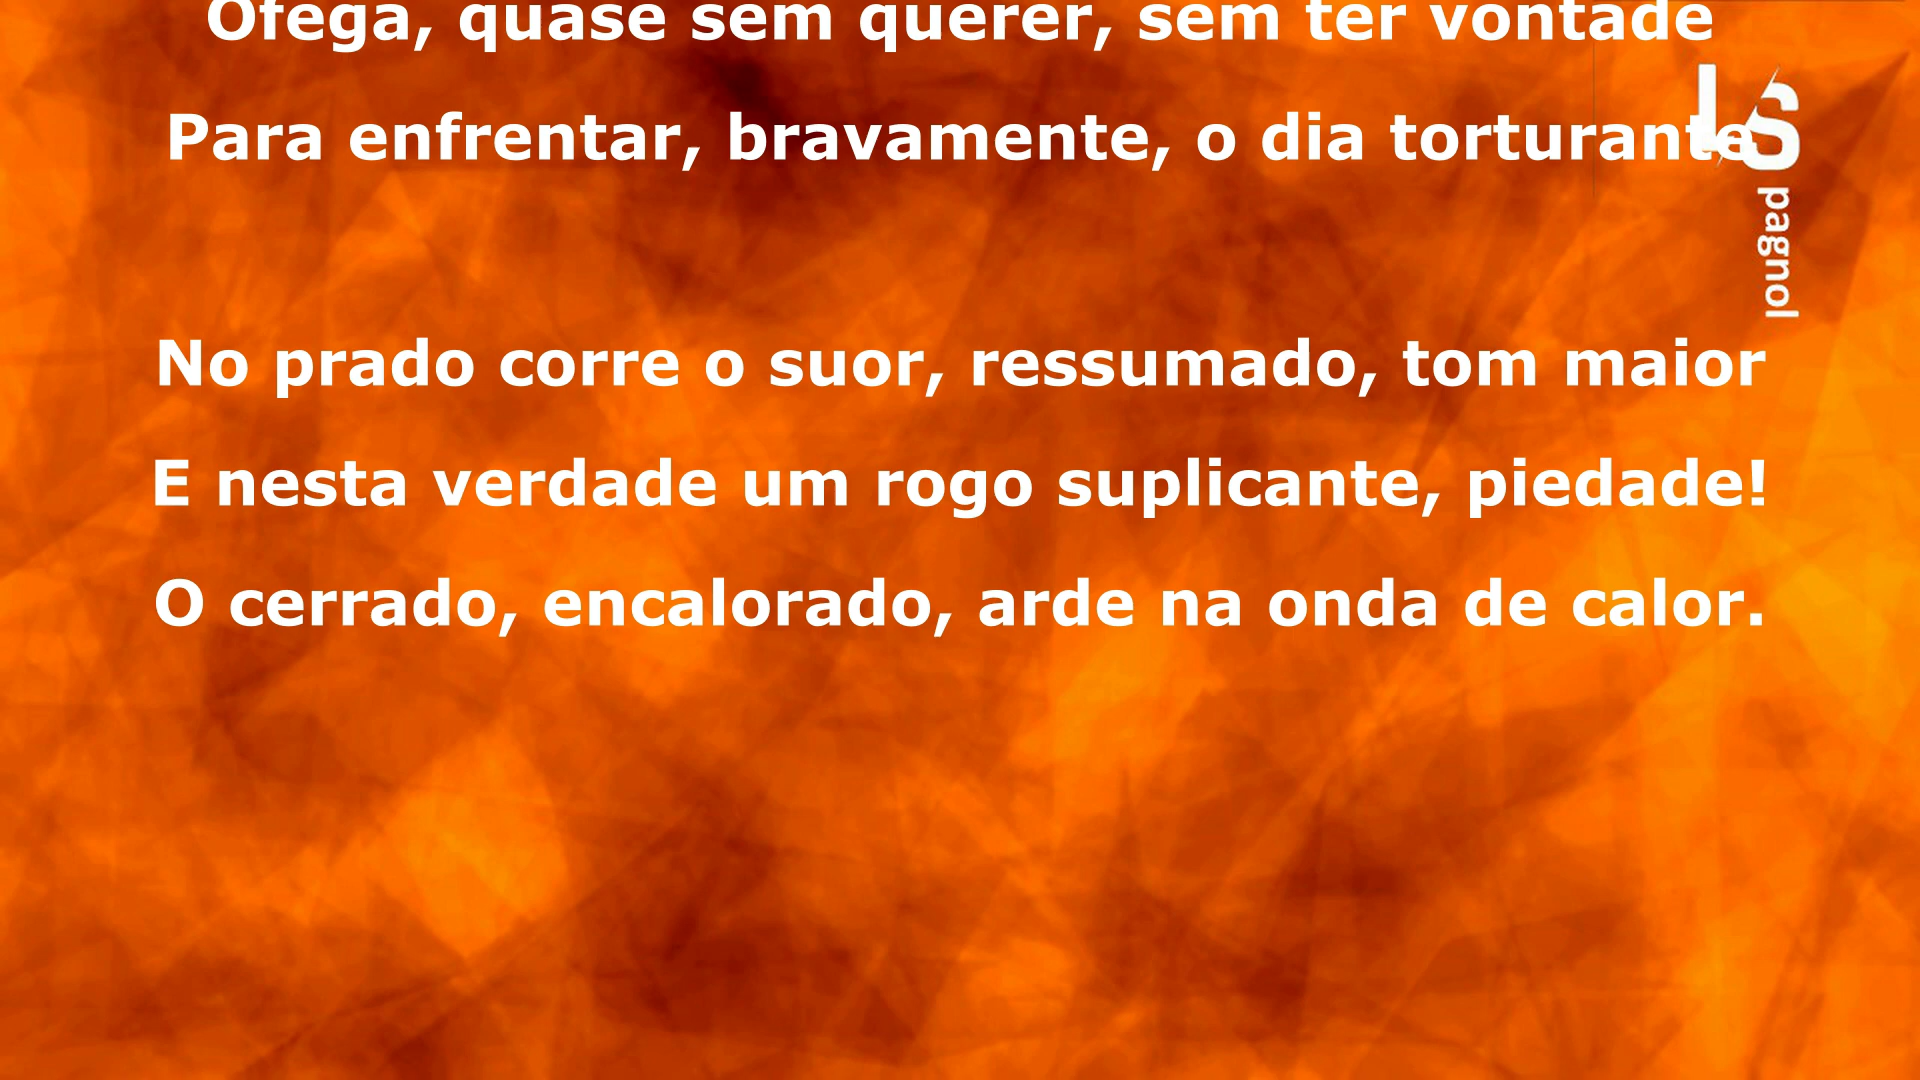 Ofega, quase sem querer, sem ter vontade
Para enfrentar, bravamente, o dia torturante
LS
pagnol
No prado corre o suor, ressumado, tom maior
E nesta verdade um rogo suplicante, piedade!
O cerrado, encalorado, arde na onda de calor.